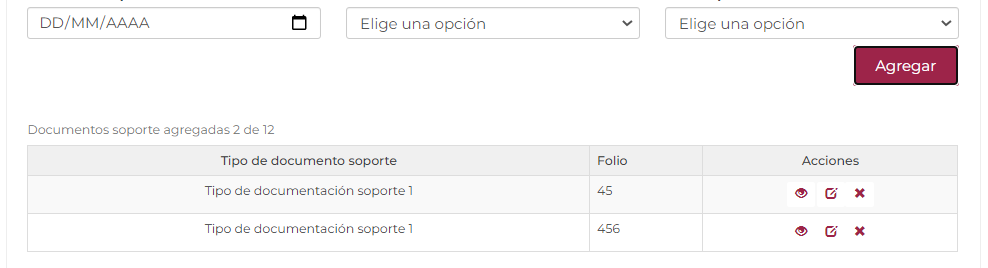 DD/MM/AAAA Elige una opción Elige una opción
Agregar
Documentos soporte agregadas 2 de 12
Tipo de documento soporte Folio Acciones
Tipo de documentación soporte 1 45
Tipo de documentación soporte 1 456